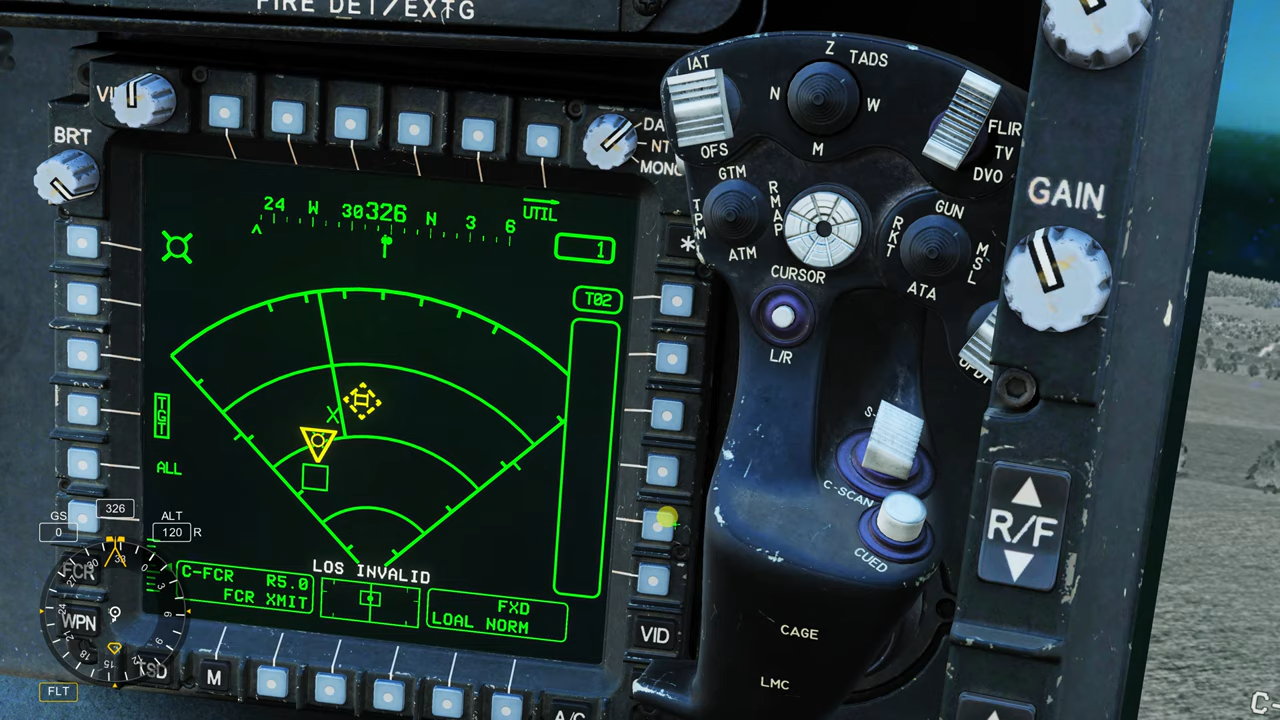 FIRE DET/EXTG
BRT
24 W 30 326 N 3 6
UTIL
1
T02
TGT
ALL
LOS INVALID
C-FCR R5.0
FCR XMIT
FXD
LOAL NORM
MONO
*
VID
FCR
WPN
TSD
M
A/C
GS
0
326
ALT
120 R
33
FLT
IAT
OFS
Z
TADS
N
W
M
FLIR
TV
DVO
GTM
TPM
RMAP
ATM
CURSOR
GUN
RKT
MSL
ATA
L/R
C-SCAN
CUED
CAGE
LMC
GAIN
R/F